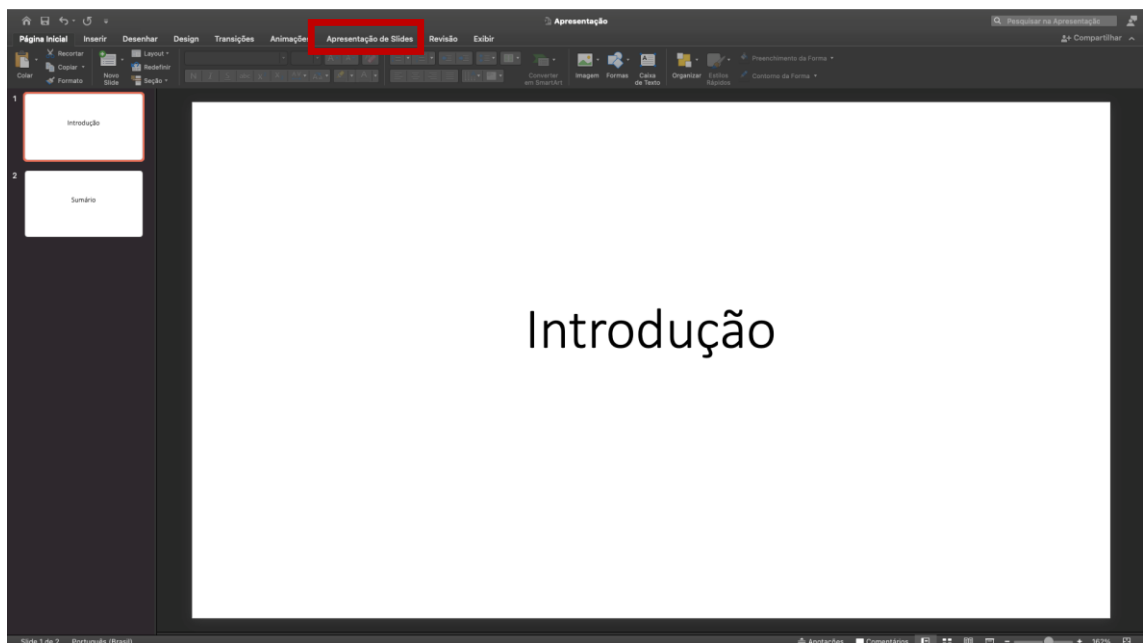 Apresentação
Pesquisar na Apresentação
Página Inicial Inserir Desenhar Design Transições Animações Apresentação de Slides Revisão Exibir
Compartilhar
Colar
Recortar
Copiar
Formato
Novo Slide
Layout
Redefinir
Seção
Converter em SmartArt
Imagem
Formas
Caixa de Texto
Organizar
Estilos Rápidos
Preenchimento da Forma
Contorno da Forma
1
Introdução
2
Sumário
Introdução
Slide 1 de 2 Português (Brasil)
Anotações Comentários 162%